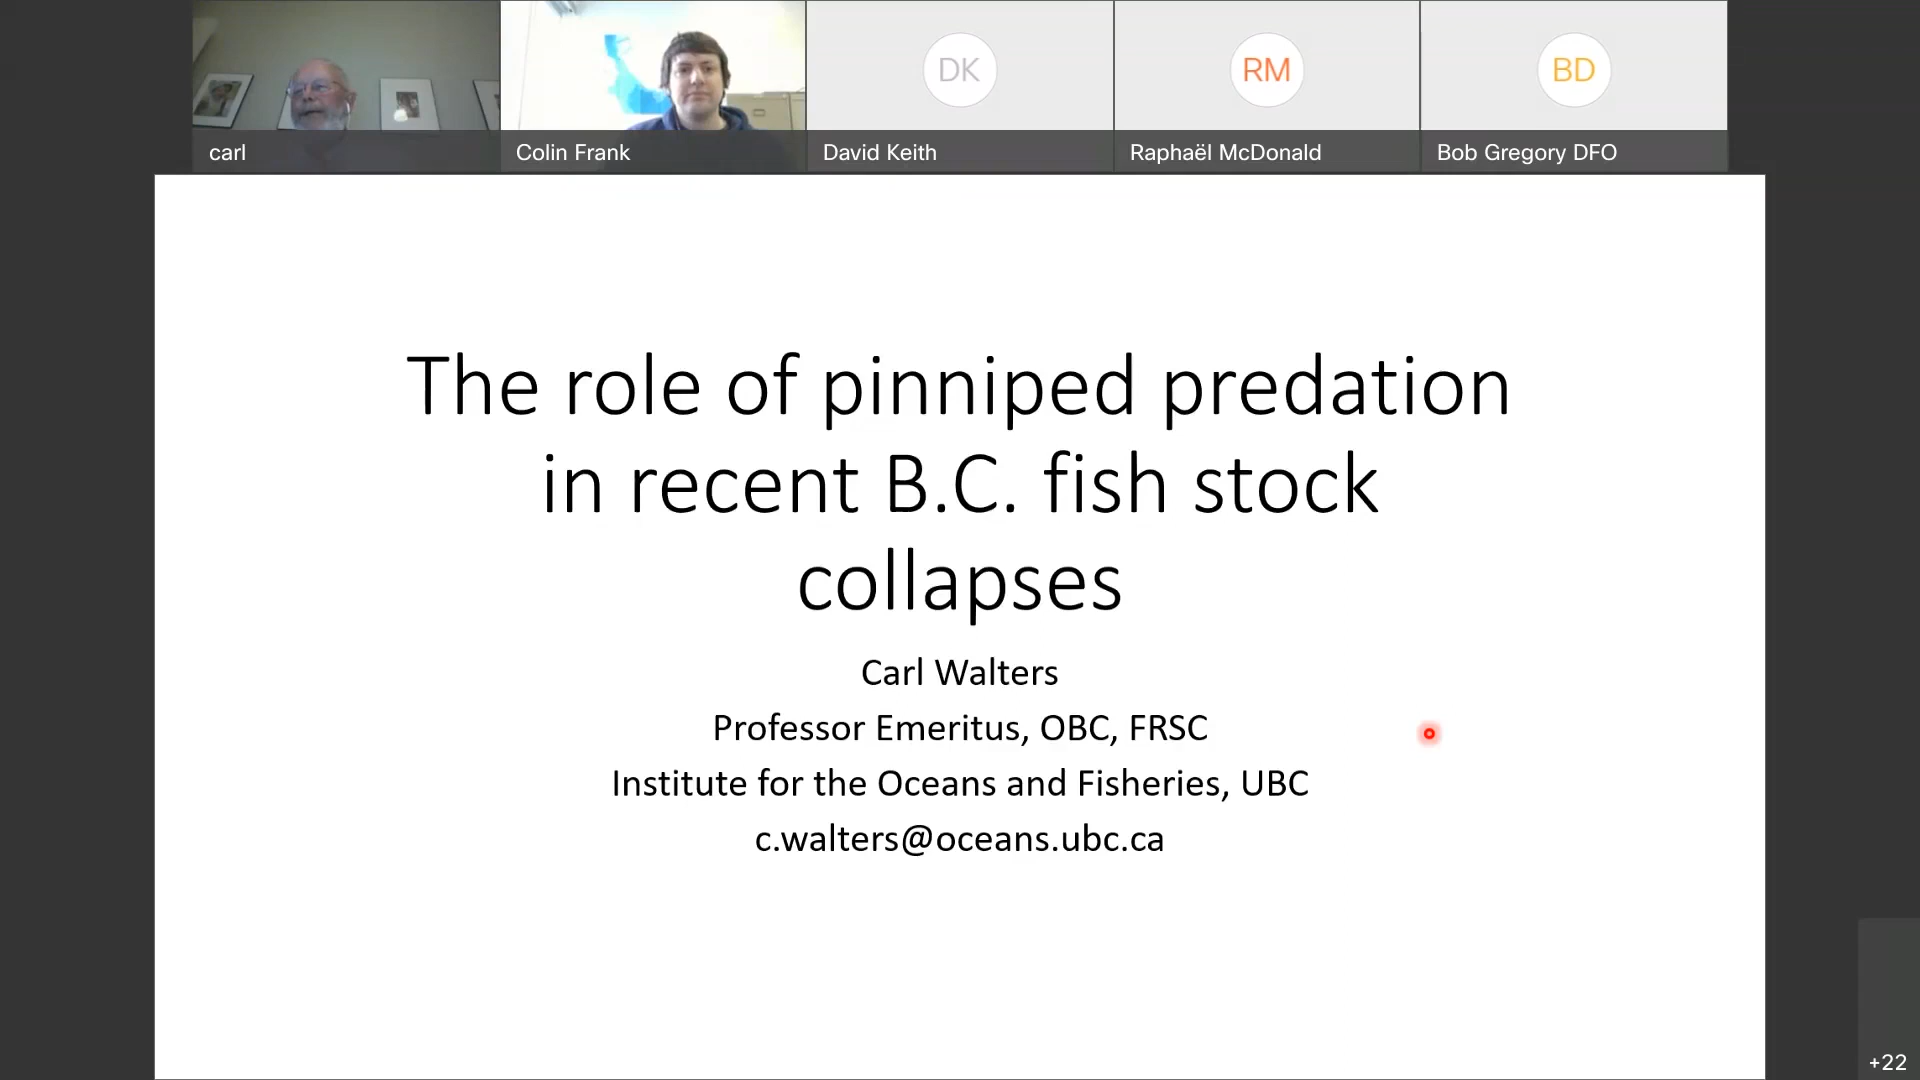 DK
RM
BD
carl
Colin Frank
David Keith
Raphaël McDonald
Bob Gregory DFO
The role of pinniped predation
in recent B.C. fish stock
collapses
Carl Walters
Professor Emeritus, OBC, FRSC
Institute for the Oceans and Fisheries, UBC
c.walters@oceans.ubc.ca
+22